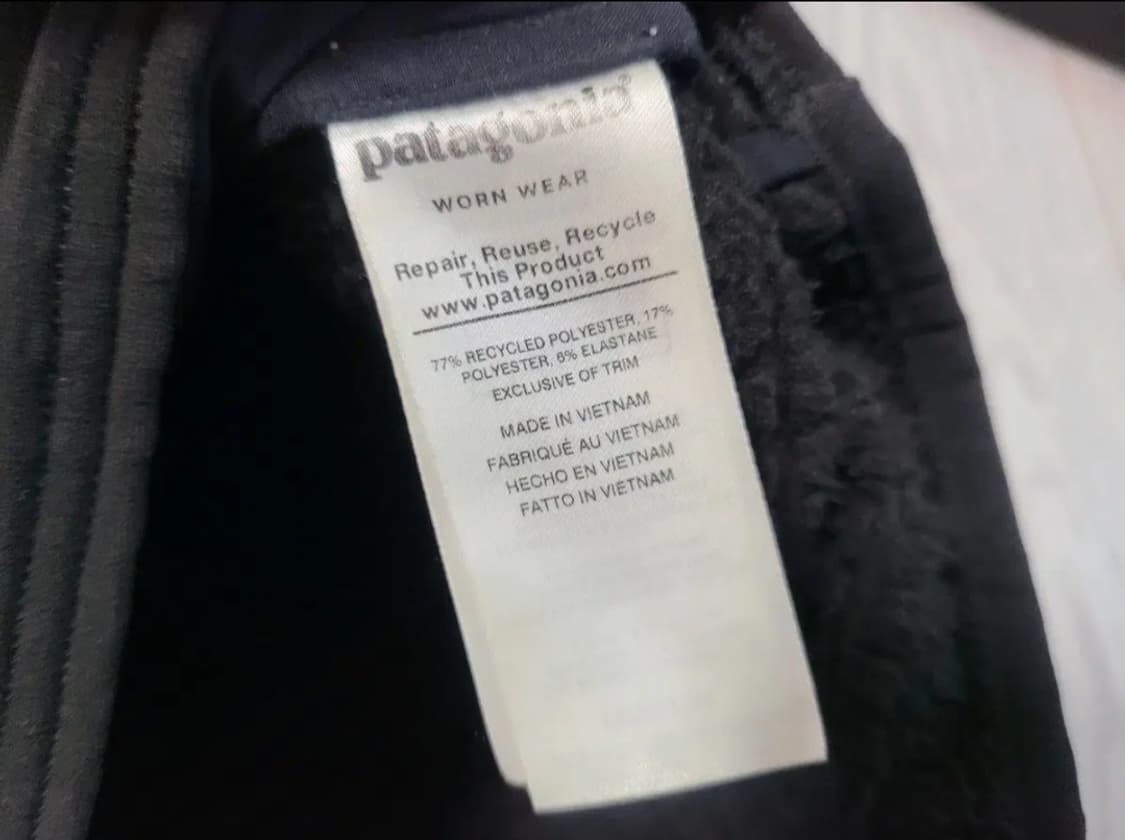 patagonia®
WORN WEAR
Repair, Reuse, Recycle
This Product
www.patagonia.com
77% RECYCLED POLYESTER, 17%
POLYESTER, 6% ELASTANE
EXCLUSIVE OF TRIM
MADE IN VIETNAM
FABRIQUÉ AU VIETNAM
HECHO EN VIETNAM
FATTO IN VIETNAM